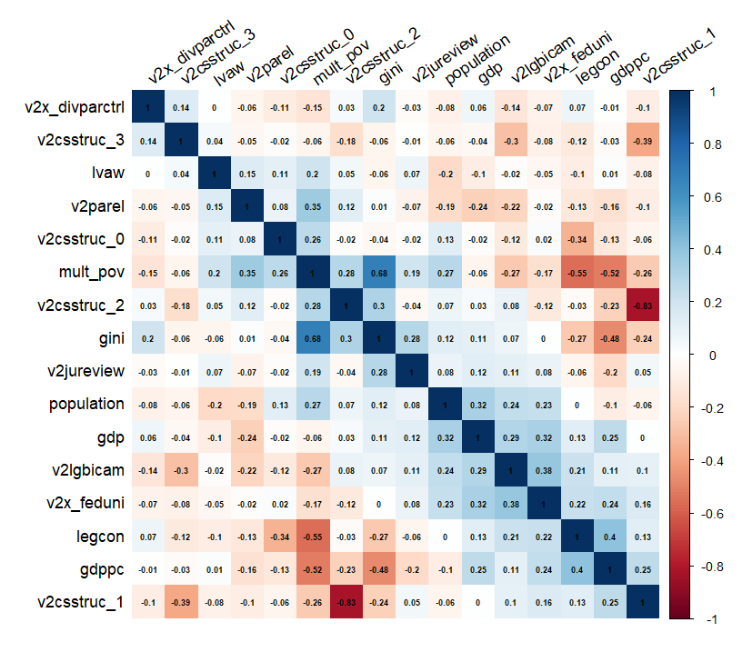 v2x_divparctrl v2csstruc_3 lvaw v2parel v2csstruc_0 mult_pov v2csstruc_2 gini v2jureview population gdp v2lgbicam v2x_feduni legcon gdppc v2csstruc_1
v2x_divparctrl 1 0.14 0 -0.06 -0.11 -0.15 0.03 0.2 -0.03 -0.08 0.06 -0.14 -0.07 0.07 -0.01 -0.1
v2csstruc_3 0.14 1 0.04 -0.05 -0.02 -0.06 -0.18 -0.06 -0.01 -0.06 -0.04 -0.3 -0.08 -0.12 -0.03 -0.39
lvaw 0 0.04 1 0.15 0.11 0.2 0.05 -0.06 0.07 -0.2 -0.1 -0.02 -0.05 -0.1 0.01 -0.08
v2parel -0.06 -0.05 0.15 1 0.08 0.35 0.12 0.01 -0.07 -0.19 -0.24 -0.22 -0.02 -0.13 -0.16 -0.1
v2csstruc_0 -0.11 -0.02 0.11 0.08 1 0.26 -0.02 -0.04 -0.02 0.13 -0.02 -0.12 0.02 -0.34 -0.13 -0.06
mult_pov -0.15 -0.06 0.2 0.35 0.26 1 0.28 0.68 0.19 0.27 -0.06 -0.27 -0.17 -0.55 -0.52 -0.26
v2csstruc_2 0.03 -0.18 0.05 0.12 -0.02 0.28 1 0.3 -0.04 0.07 0.03 0.08 -0.12 -0.03 -0.23 -0.83
gini 0.2 -0.06 -0.06 0.01 -0.04 0.68 0.3 1 0.28 0.12 0.11 0.07 0 -0.27 -0.48 -0.24
v2jureview -0.03 -0.01 0.07 -0.07 -0.02 0.19 -0.04 0.28 1 0.08 0.12 0.11 0.08 -0.06 -0.2 0.05
population -0.08 -0.06 -0.2 -0.19 0.13 0.27 0.07 0.12 0.08 1 0.32 0.24 0.23 0 -0.1 -0.06
gdp 0.06 -0.04 -0.1 -0.24 -0.02 -0.06 0.03 0.11 0.12 0.32 1 0.29 0.32 0.13 0.25 0
v2lgbicam -0.14 -0.3 -0.02 -0.22 -0.12 -0.27 0.08 0.07 0.11 0.24 0.29 1 0.38 0.21 0.11 0.1
v2x_feduni -0.07 -0.08 -0.05 -0.02 0.02 -0.17 -0.12 0 0.08 0.23 0.32 0.38 1 0.22 0.24 0.16
legcon 0.07 -0.12 -0.1 -0.13 -0.34 -0.55 -0.03 -0.27 -0.06 0 0.13 0.21 0.22 1 0.4 0.13
gdppc -0.01 -0.03 0.01 -0.16 -0.13 -0.52 -0.23 -0.48 -0.2 -0.1 0.25 0.11 0.24 0.4 1 0.25
v2csstruc_1 -0.1 -0.39 -0.08 -0.1 -0.06 -0.26 -0.83 -0.24 0.05 -0.06 0 0.1 0.16 0.13 0.25 1
1
0.8
0.6
0.4
0.2
0
-0.2
-0.4
-0.6
-0.8
-1